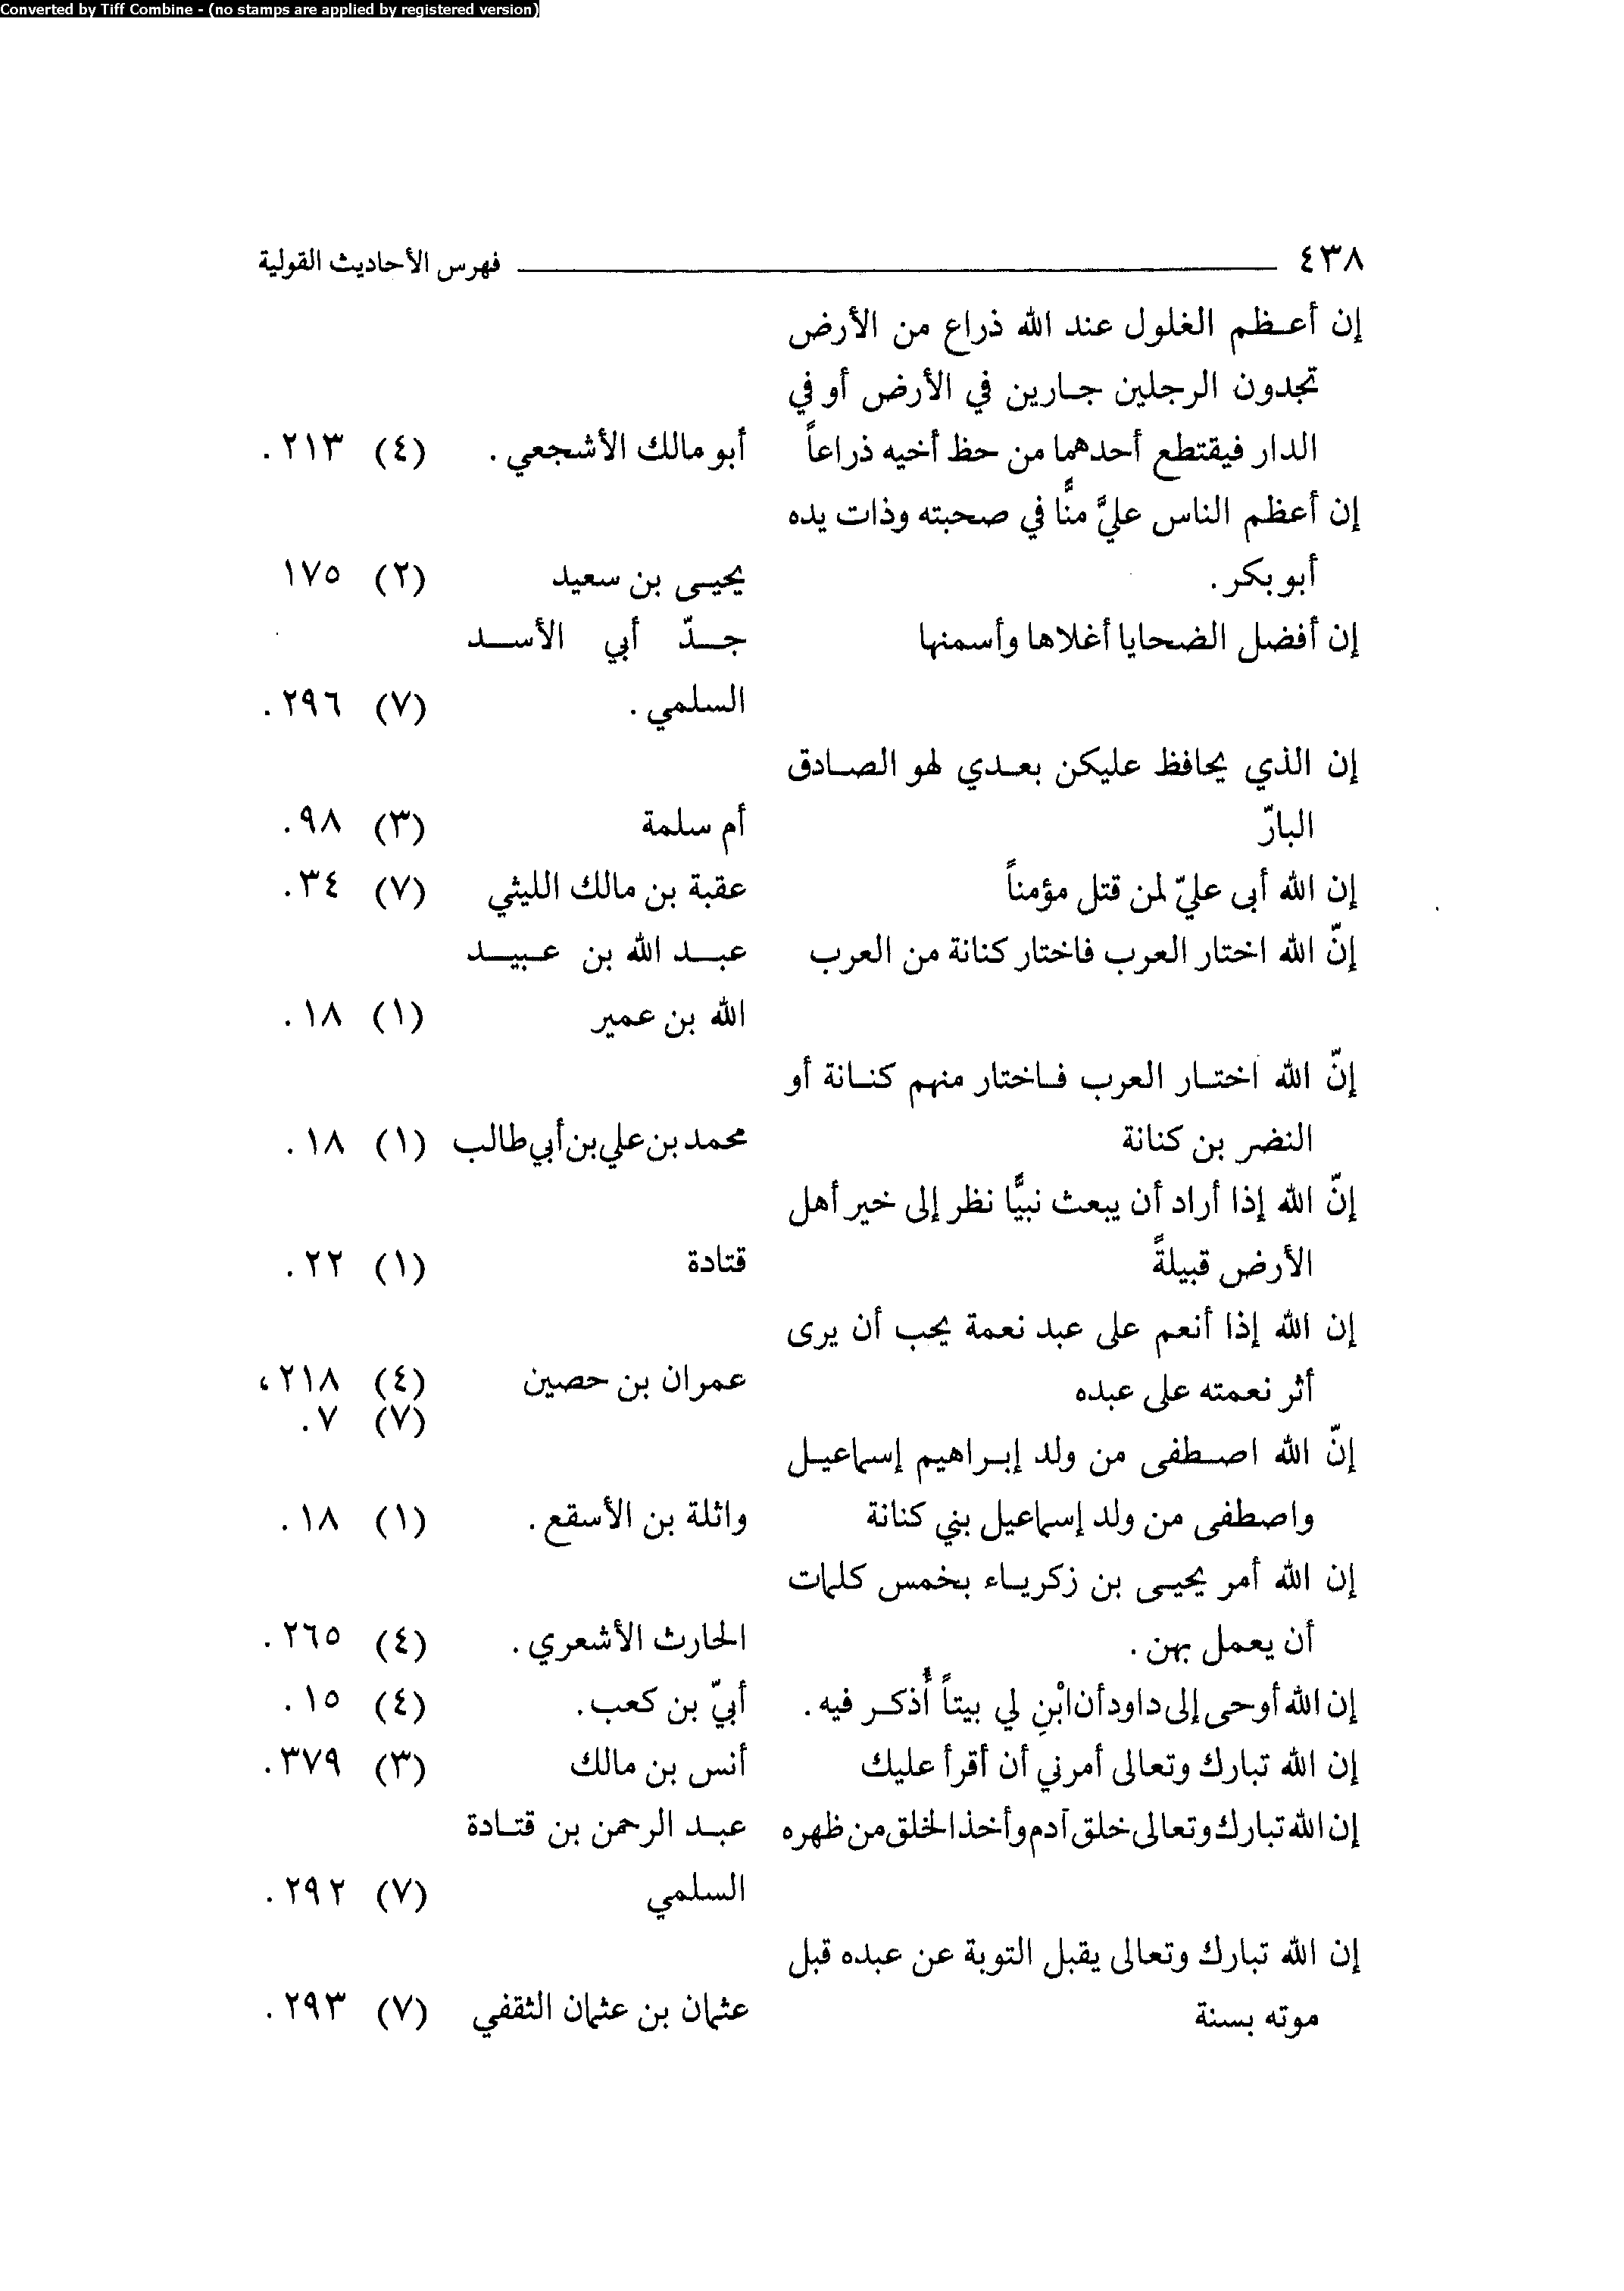 Converted by Tiff Combine - (no stamps are applied by registered version)
٤٣٨ فهرس الأحاديث القولية
إن أعـظم الغلول عند الله ذراع من الأرض
تجدون الرجلين جـارين في الأرض أو في
الدار فيقتطع أحدهما من حظ أخيه ذراعاً أبو مالك الأشجعي . (٤) ٢١٣ .
إن أعظم الناس عليَّ منًّا في صحبته وذات يده
أبو بكر . يحيـى بن سعيد (٢) ١٧٥
إن أفضل الضحايا أغلاها وأسمنها جــدّ أبي الأســد
السلمي . (٧) ٢٩٦ .
إن الذي يحافظ عليكن بعـدي لهو الصـادق
البارّ أم سلمة (٣) ٩٨ .
إن الله أبى عليّ لمن قتل مؤمناً عقبة بن مالك الليثي (٧) ٣٤ .
إنّ الله اختار العرب فاختار كنانة من العرب عبــد الله بن عـبيــد
الله بن عمير (١) ١٨ .
إنّ الله اختـار العرب فـاختار منهم كنـانة أو
النضر بن كنانة محمد بن علي بن أبي طالب (١) ١٨ .
إنّ الله إذا أراد أن يبعث نبيًّا نظر إلى خير أهل
الأرض قبيلةً قتادة (١) ٢٢ .
إن الله إذا أنعم على عبد نعمة يحب أن يرى
أثر نعمته على عبده عمران بن حصين (٤) ٢١٨ ،
(٧) ٧ .
إنّ الله اصـطفى من ولد إبـراهيم إسماعيـل
واصطفى من ولد إسماعيل بني كنانة واثلة بن الأسقع . (١) ١٨ .
إن الله أمر يحيـى بن زكريـاء بخمس كلمات
أن يعمل بهن . الحارث الأشعري . (٤) ٢٦٥ .
إن الله أوحى إلى داود أن ابْنِ لي بيتاً أُذكـر فيه . أبيّ بن كعب . (٤) ١٥ .
إن الله تبارك وتعالى أمرني أن أقرأ عليك أنس بن مالك (٣) ٣٧٩ .
إن الله تبارك وتعالى خلق آدم وأخذ الخلق من ظهره عبـد الرحمن بن قتـادة
السلمي (٧) ٢٩٢ .
إن الله تبارك وتعالى يقبل التوبة عن عبده قبل
موته بسنة عثمان بن عثمان الثقفي (٧) ٢٩٣ .